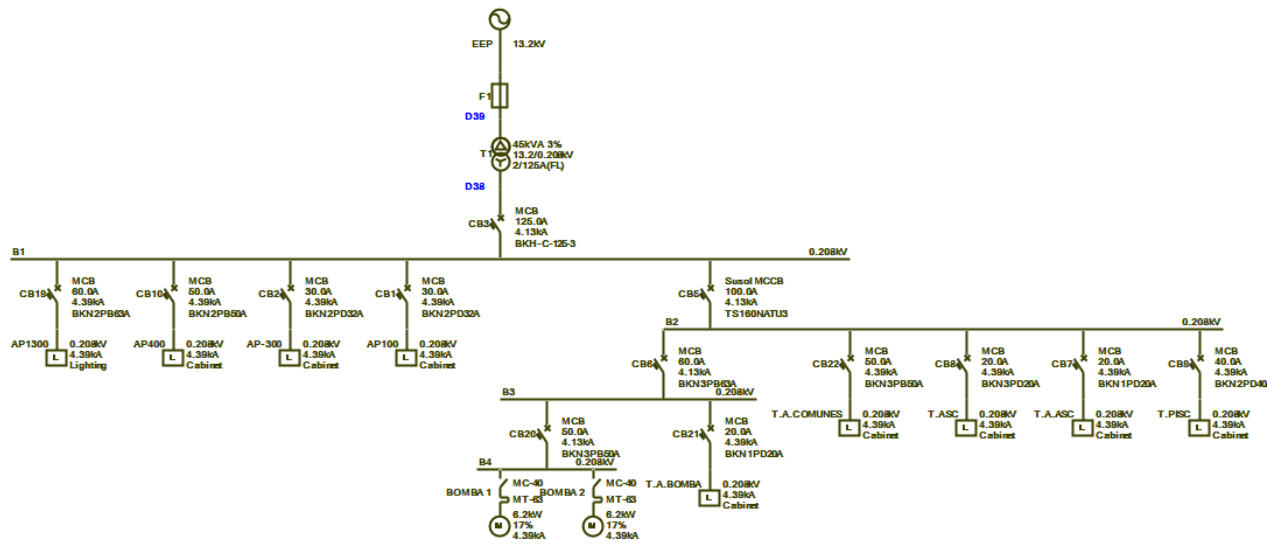 EEP 13.2kV
F1
D39
T1
45kVA 3%
13.2/0.208kV
2/125A(FL)
D38
CB3
MCB
125.0A
4.13kA
BKH-C-125-3
B1 0.208kV
CB19
MCB
60.0A
4.39kA
BKN2PB63A
CB10
MCB
50.0A
4.39kA
BKN2PB50A
CB2
MCB
30.0A
4.39kA
BKN2PD32A
CB1
MCB
30.0A
4.39kA
BKN2PD32A
CB5
Susol MCCB
100.0A
4.13kA
TS160NATU3
AP1300
0.208kV
4.39kA
Lighting
L
AP400
0.208kV
4.39kA
Cabinet
L
AP-300
0.208kV
4.39kA
Cabinet
L
AP100
0.208kV
4.39kA
Cabinet
L
B2 0.208kV
CB6
MCB
60.0A
4.13kA
BKN3PB63A
CB22
MCB
50.0A
4.39kA
BKN3PB50A
CB8
MCB
20.0A
4.39kA
BKN3PD20A
CB7
MCB
20.0A
4.39kA
BKN1PD20A
CB9
MCB
40.0A
4.39kA
BKN2PD40
B3 0.208kV
T.A.COMUNES
0.208kV
4.39kA
Cabinet
L
T.ASC
0.208kV
4.39kA
Cabinet
L
T.A.ASC
0.208kV
4.39kA
Cabinet
L
T.PISC
0.208kV
4.39kA
Cabinet
L
CB20
MCB
50.0A
4.13kA
BKN3PB50A
CB21
MCB
20.0A
4.39kA
BKN1PD20A
B4 0.208kV
BOMBA 1
MC-40
MT-63
M
6.2kW
17%
4.39kA
BOMBA 2
MC-40
MT-63
M
6.2kW
17%
4.39kA
T.A.BOMBA
0.208kV
4.39kA
Cabinet
L